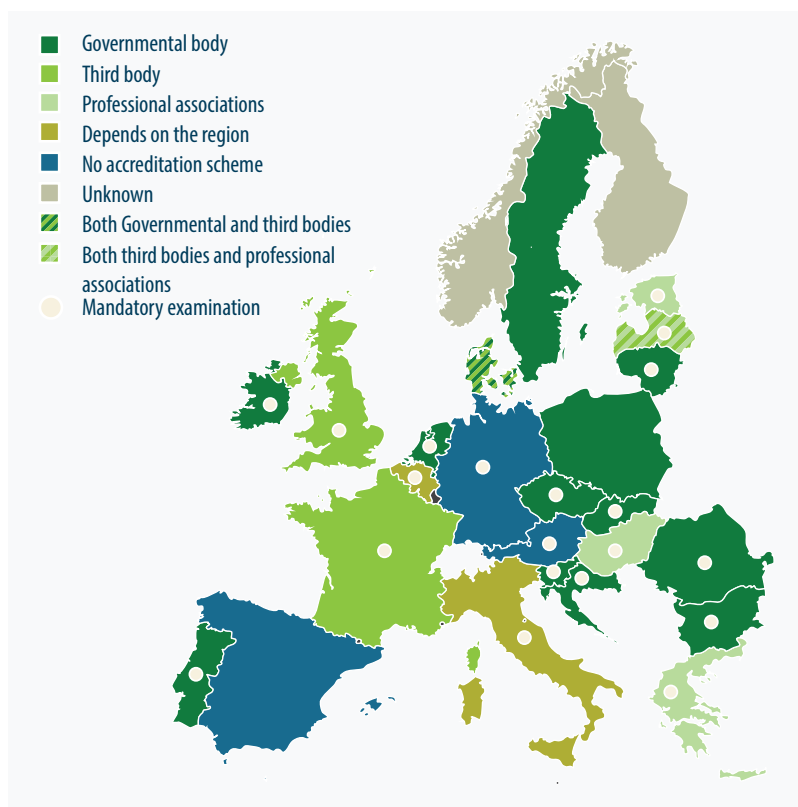 Governmental body
Third body
Professional associations
Depends on the region
No accreditation scheme
Unknown
Both Governmental and third bodies
Both third bodies and professional
associations
Mandatory examination